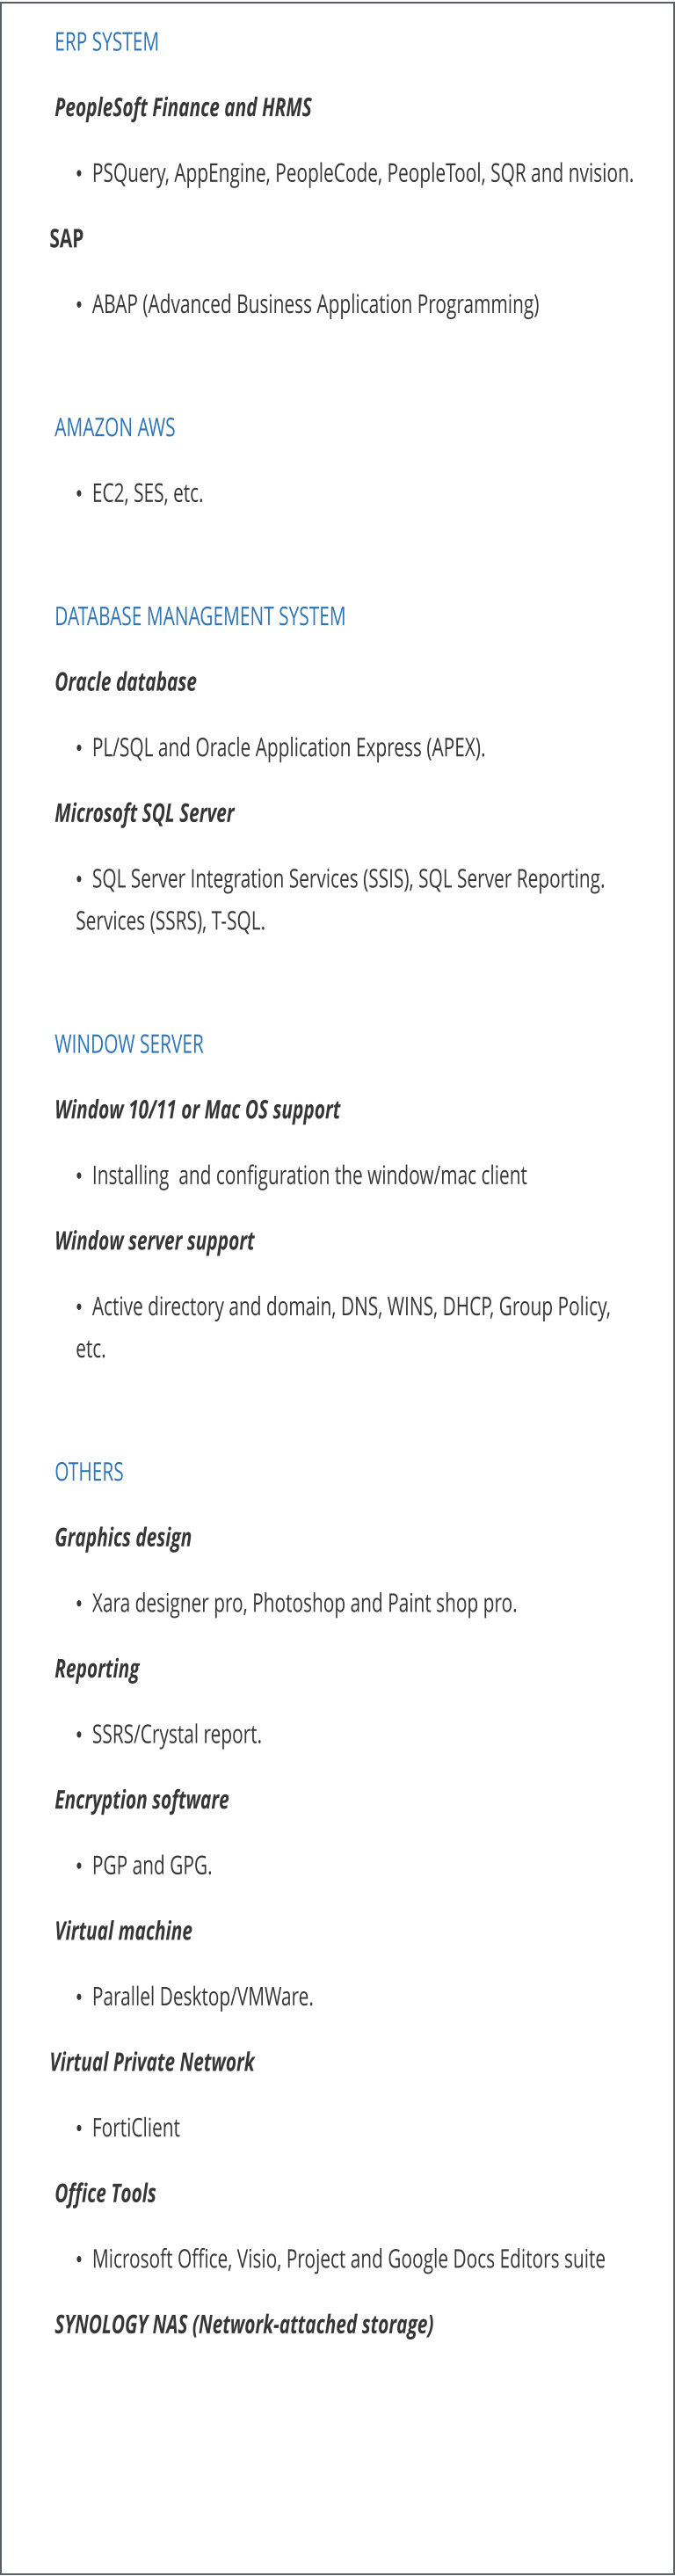 ERP SYSTEM
PeopleSoft Finance and HRMS
• PSQuery, AppEngine, PeopleCode, PeopleTool, SQR and nvision.
SAP
• ABAP (Advanced Business Application Programming)
AMAZON AWS
• EC2, SES, etc.
DATABASE MANAGEMENT SYSTEM
Oracle database
• PL/SQL and Oracle Application Express (APEX).
Microsoft SQL Server
• SQL Server Integration Services (SSIS), SQL Server Reporting.
Services (SSRS), T-SQL.
WINDOW SERVER
Window 10/11 or Mac OS support
• Installing  and configuration the window/mac client
Window server support
• Active directory and domain, DNS, WINS, DHCP, Group Policy,
etc.
OTHERS
Graphics design
• Xara designer pro, Photoshop and Paint shop pro.
Reporting
• SSRS/Crystal report.
Encryption software
• PGP and GPG.
Virtual machine
• Parallel Desktop/VMWare.
Virtual Private Network
• FortiClient
Office Tools
• Microsoft Office, Visio, Project and Google Docs Editors suite
SYNOLOGY NAS (Network-attached storage)